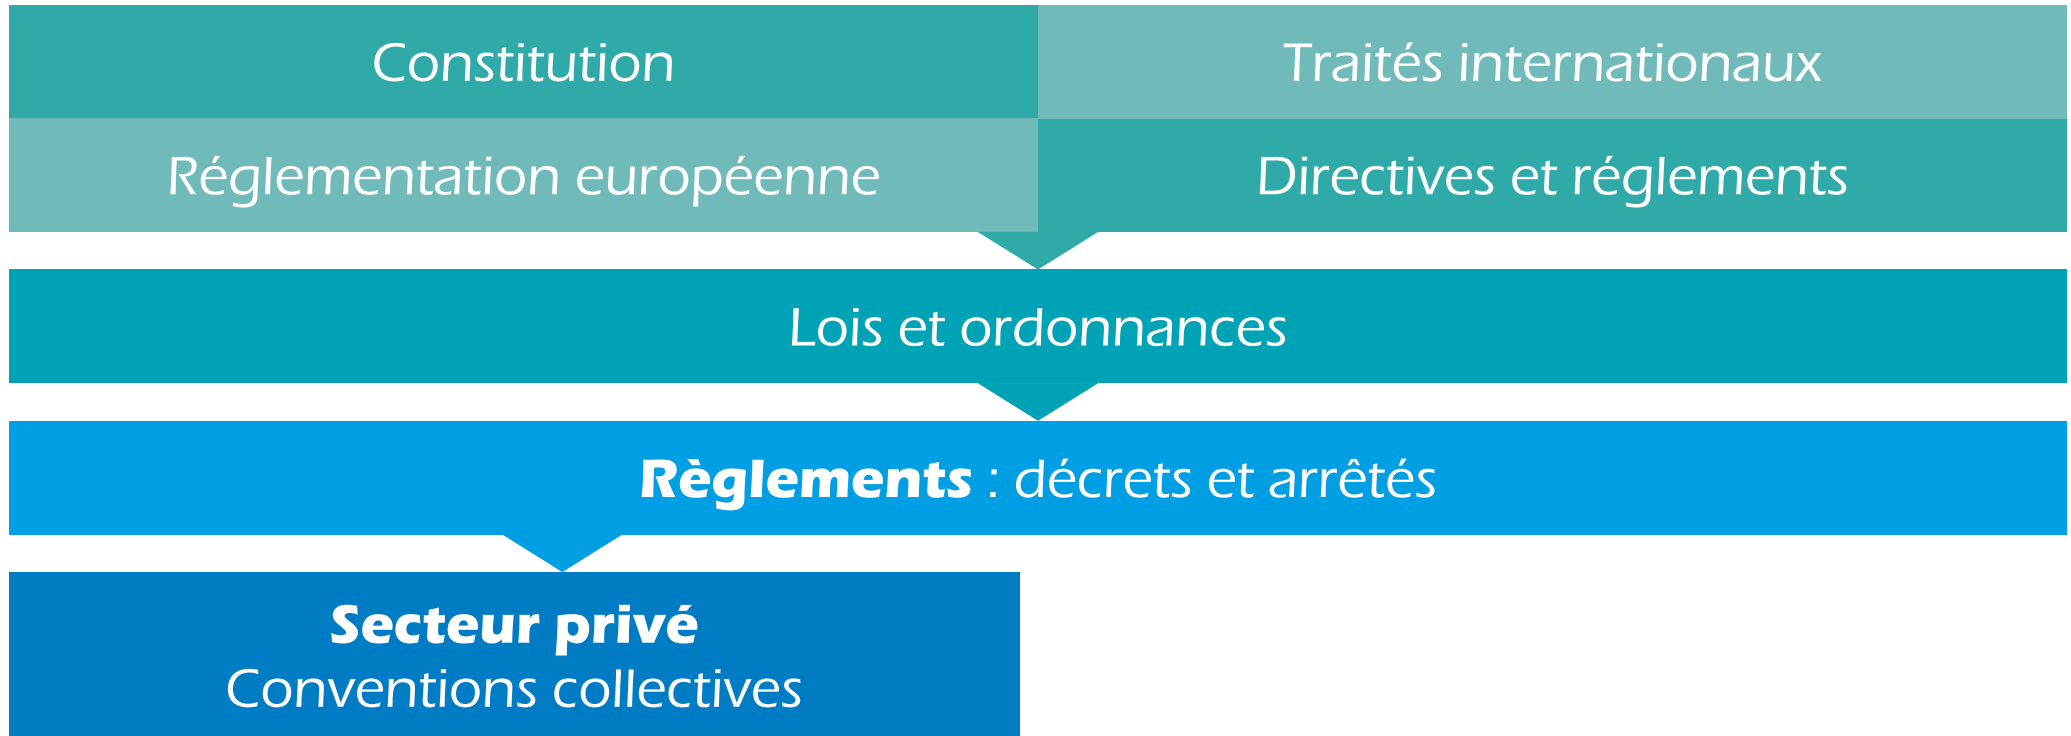 Constitution
Traités internationaux
Réglementation européenne
Directives et réglements
Lois et ordonnances
Règlements : décrets et arrêtés
Secteur privé
Conventions collectives